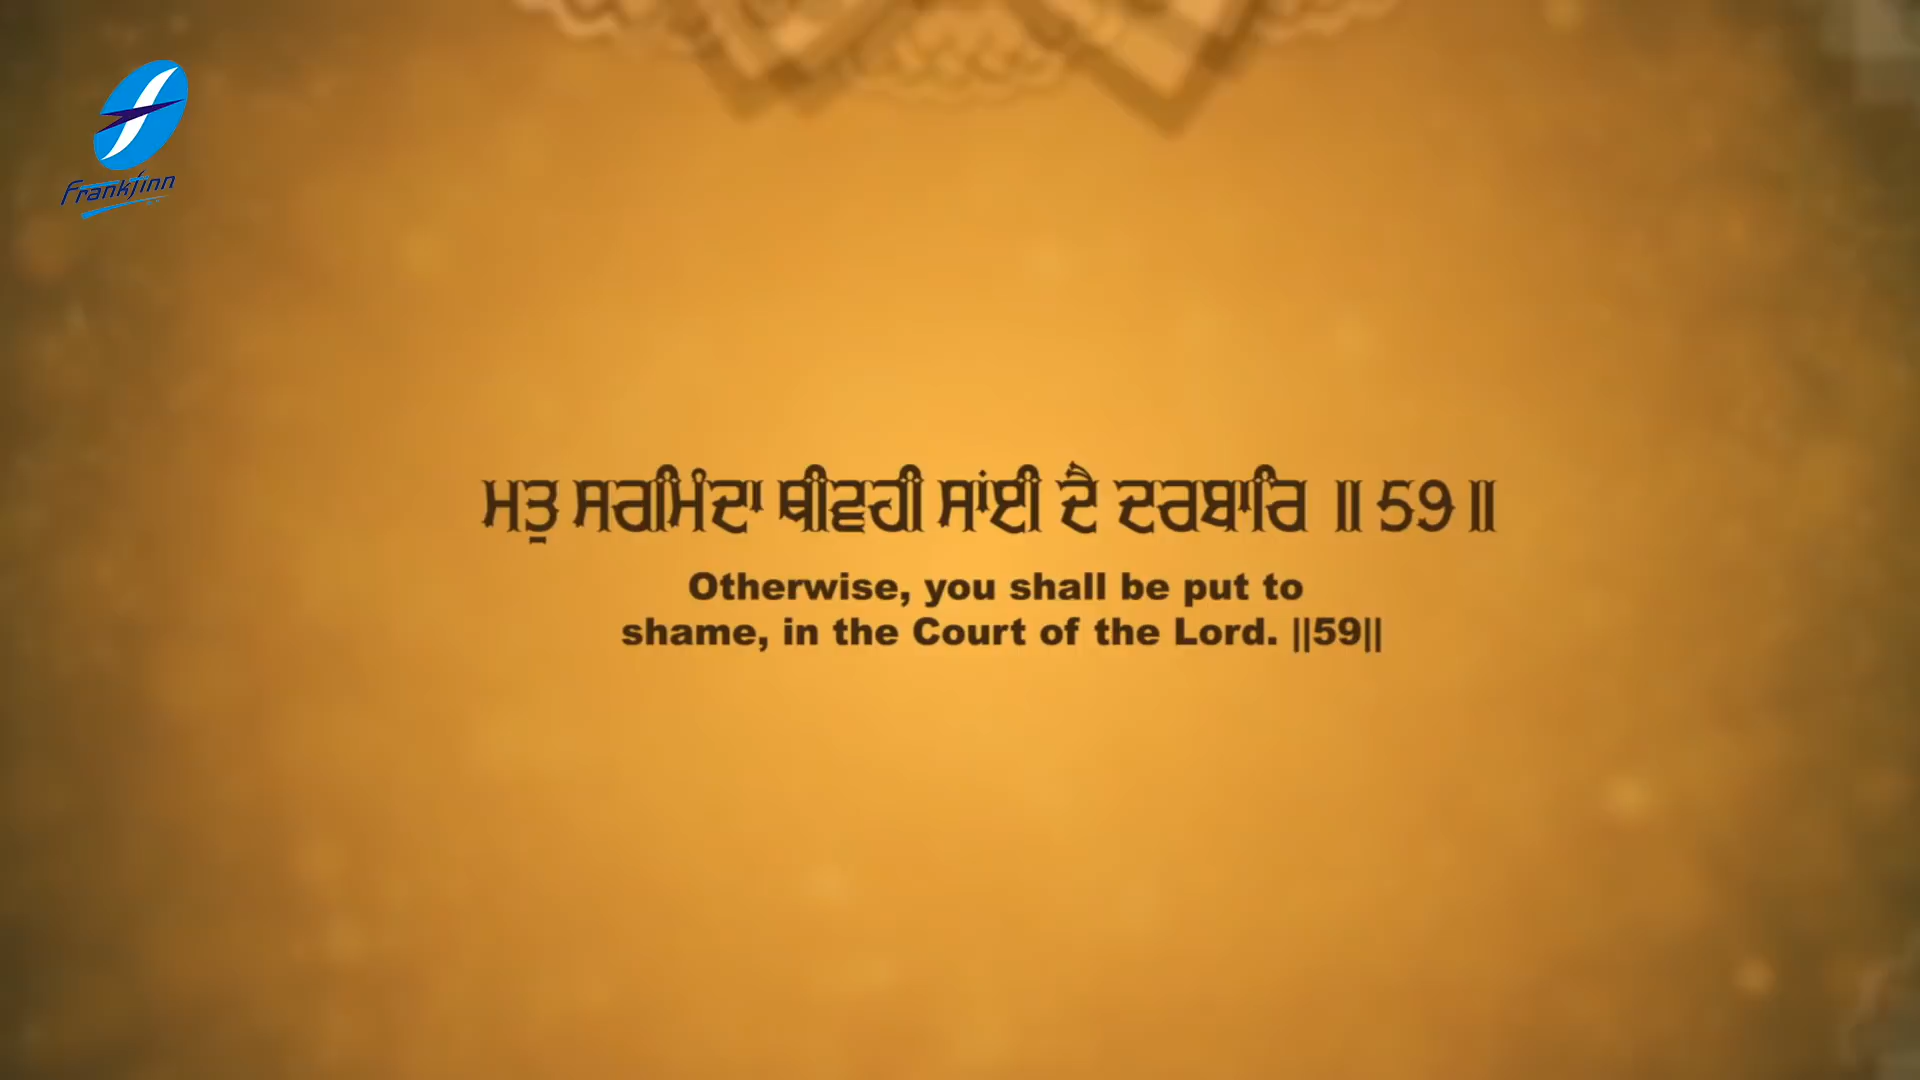 Frankfinn
ਮਤੁ ਸਰਮਿੰਦਾ ਥੀਵਹੀ ਸਾਂਈ ਦੈ ਦਰਬਾਰਿ ॥ 59 ॥
Otherwise, you shall be put to
shame, in the Court of the Lord. ||59||